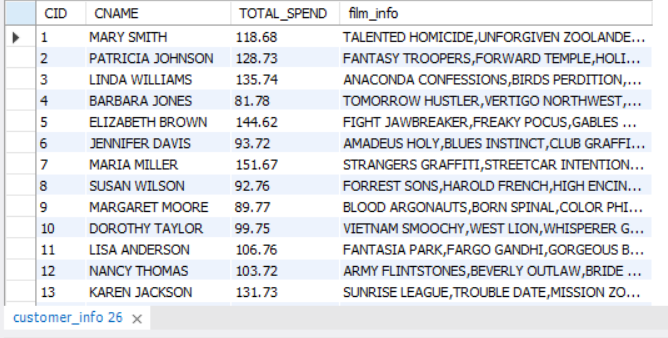 CID CNAME TOTAL_SPEND film_info
1 MARY SMITH 118.68 TALENTED HOMICIDE,UNFORGIVEN ZOOLANDE...
2 PATRICIA JOHNSON 128.73 FANTASY TROOPERS,FORWARD TEMPLE,HOLI...
3 LINDA WILLIAMS 135.74 ANACONDA CONFESSIONS,BIRDS PERDITION,...
4 BARBARA JONES 81.78 TOMORROW HUSTLER,VERTIGO NORTHWEST,...
5 ELIZABETH BROWN 144.62 FIGHT JAWBREAKER,FREAKY POCUS,GABLES ...
6 JENNIFER DAVIS 93.72 AMADEUS HOLY,BLUES INSTINCT,CLUB GRAFFI...
7 MARIA MILLER 151.67 STRANGERS GRAFFITI,STREETCAR INTENTION...
8 SUSAN WILSON 92.76 FORREST SONS,HAROLD FRENCH,HIGH ENCIN...
9 MARGARET MOORE 89.77 BLOOD ARGONAUTS,BORN SPINAL,COLOR PHI...
10 DOROTHY TAYLOR 99.75 VIETNAM SMOOCHY,WEST LION,WHISPERER G...
11 LISA ANDERSON 106.76 FANTASIA PARK,FARGO GANDHI,GORGEOUS B...
12 NANCY THOMAS 103.72 ARMY FLINTSTONES,BEVERLY OUTLAW,BRIDE ...
13 KAREN JACKSON 131.73 SUNRISE LEAGUE,TROUBLE DATE,MISSION ZO...
customer_info 26